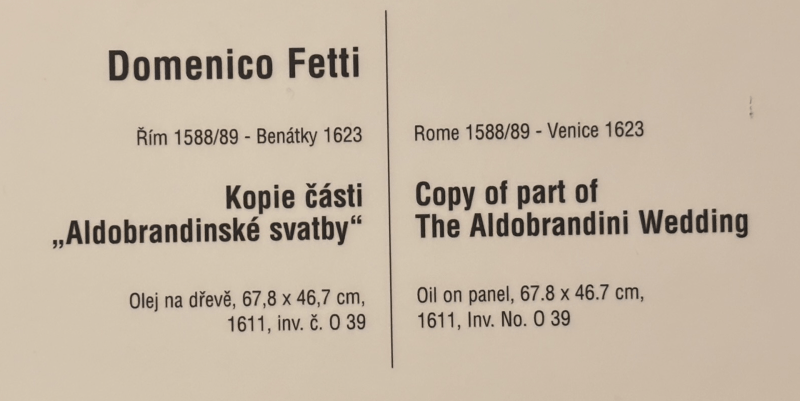 Domenico Fetti
Řím 1588/89 - Benátky 1623
Kopie části
„Aldobrandinské svatby“
Olej na dřevě, 67,8 x 46,7 cm,
1611, inv. č. O 39
Rome 1588/89 - Venice 1623
Copy of part of
The Aldobrandini Wedding
Oil on panel, 67.8 x 46.7 cm,
1611, Inv. No. O 39